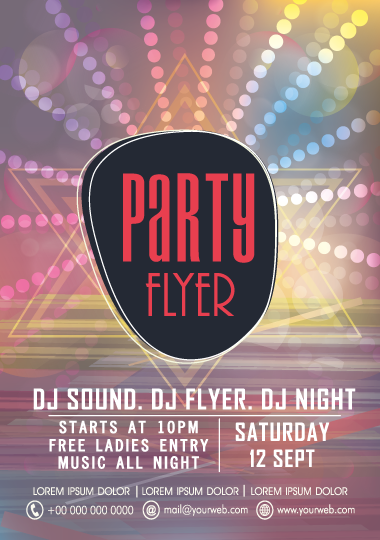 PARTY
FLYER
DJ SOUND. DJ FLYER. DJ NIGHT
STARTS AT 10PM
FREE LADIES ENTRY
MUSIC ALL NIGHT
SATURDAY
12 SEPT
LOREM IPSUM DOLOR | LOREM IPSUM DOLOR | LOREM IPSUM DOLOR
+00 000 000 0000 @ mail@yourweb.com www.yourweb.com